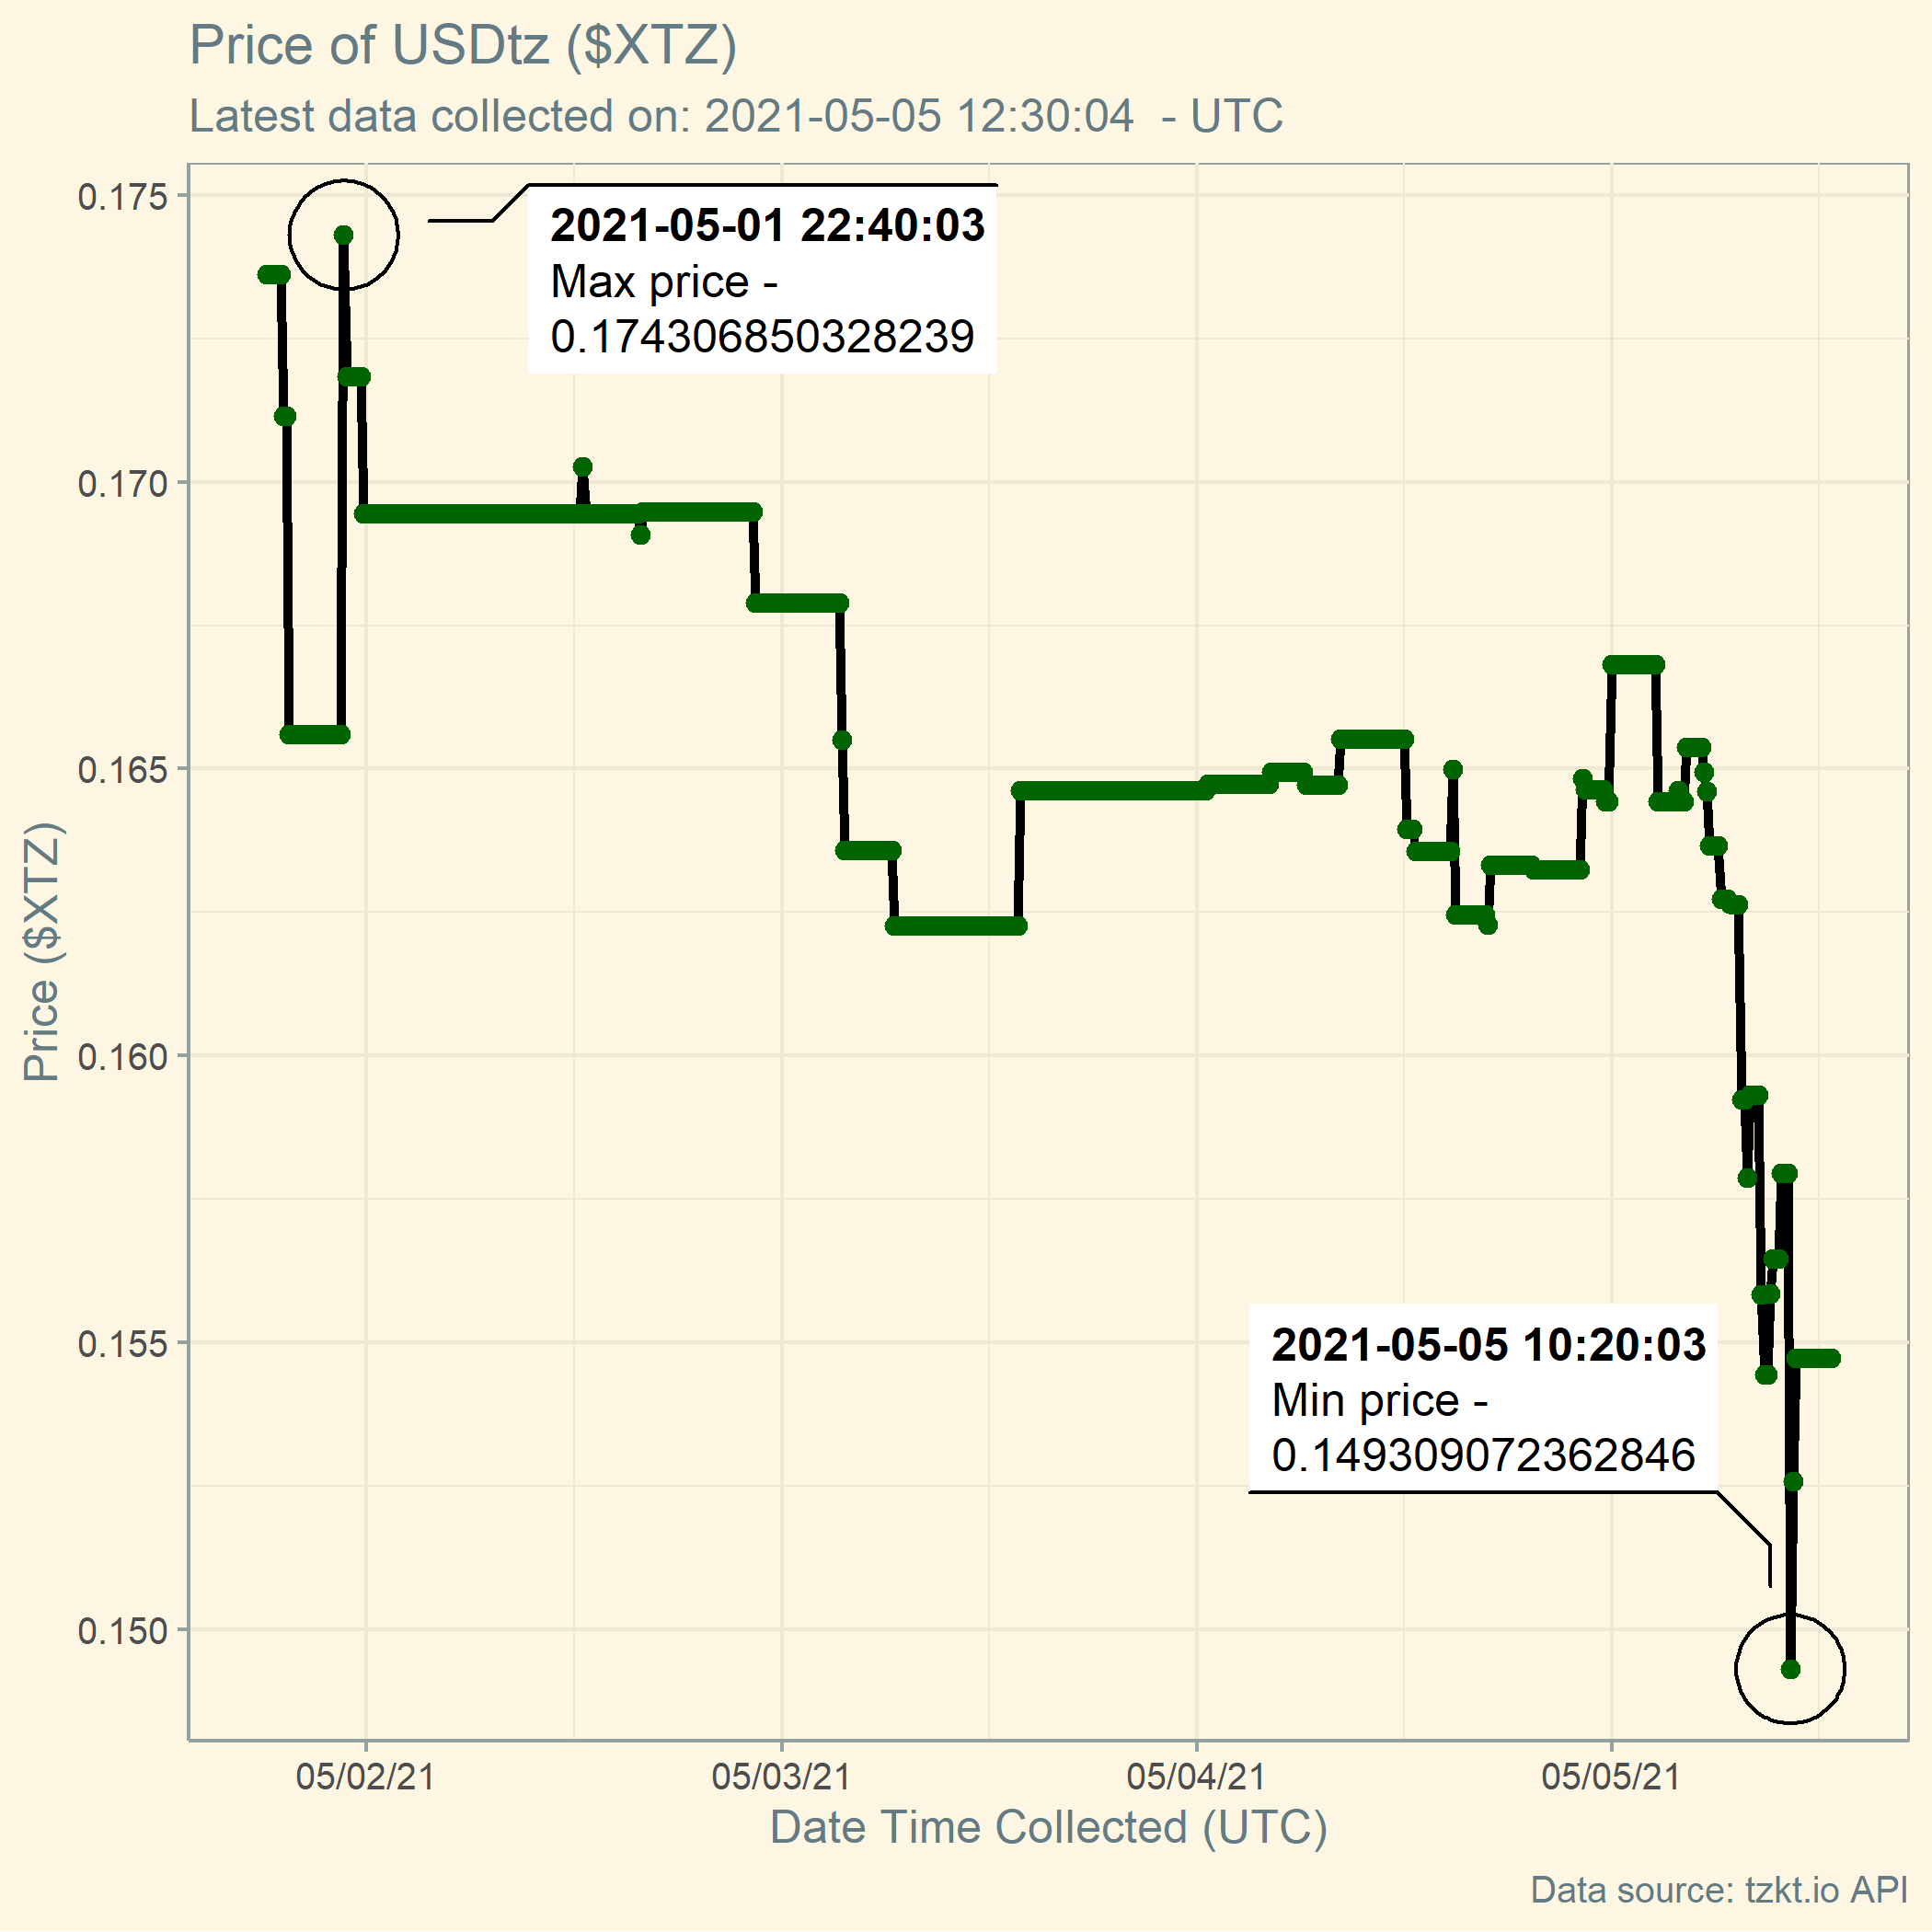 Price of USDtz ($XTZ)
Latest data collected on: 2021-05-05 12:30:04  - UTC
0.175
0.170
0.165
0.160
0.155
0.150
Price ($XTZ)
2021-05-01 22:40:03
Max price -
0.174306850328239
2021-05-05 10:20:03
Min price -
0.149309072362846
05/02/21
05/03/21
05/04/21
05/05/21
Date Time Collected (UTC)
Data source: tzkt.io API